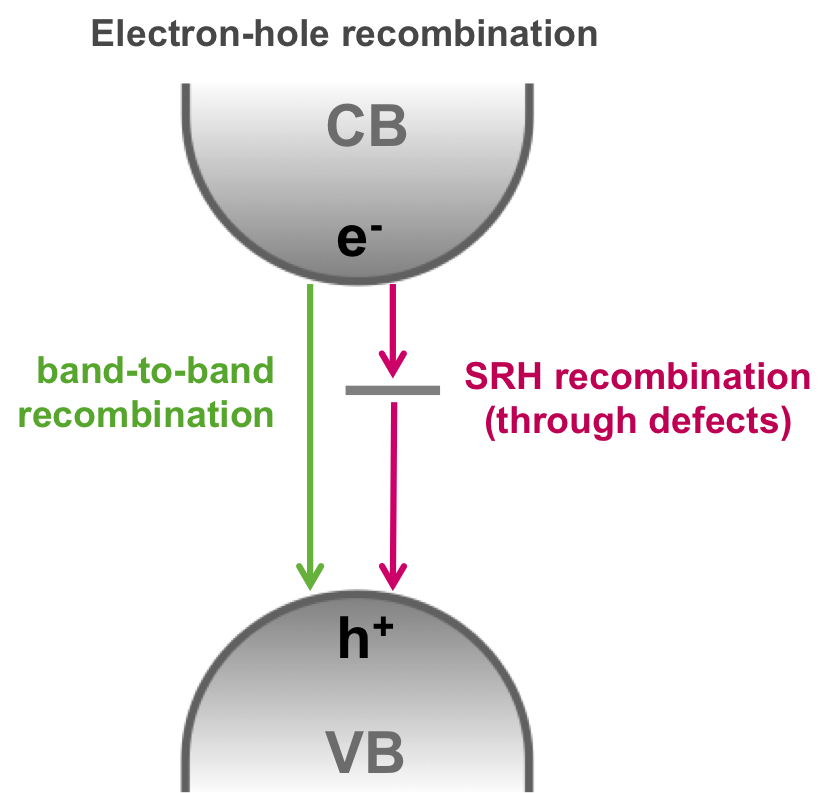 Electron-hole recombination
CB
e⁻
band-to-band
recombination
SRH recombination
(through defects)
h⁺
VB